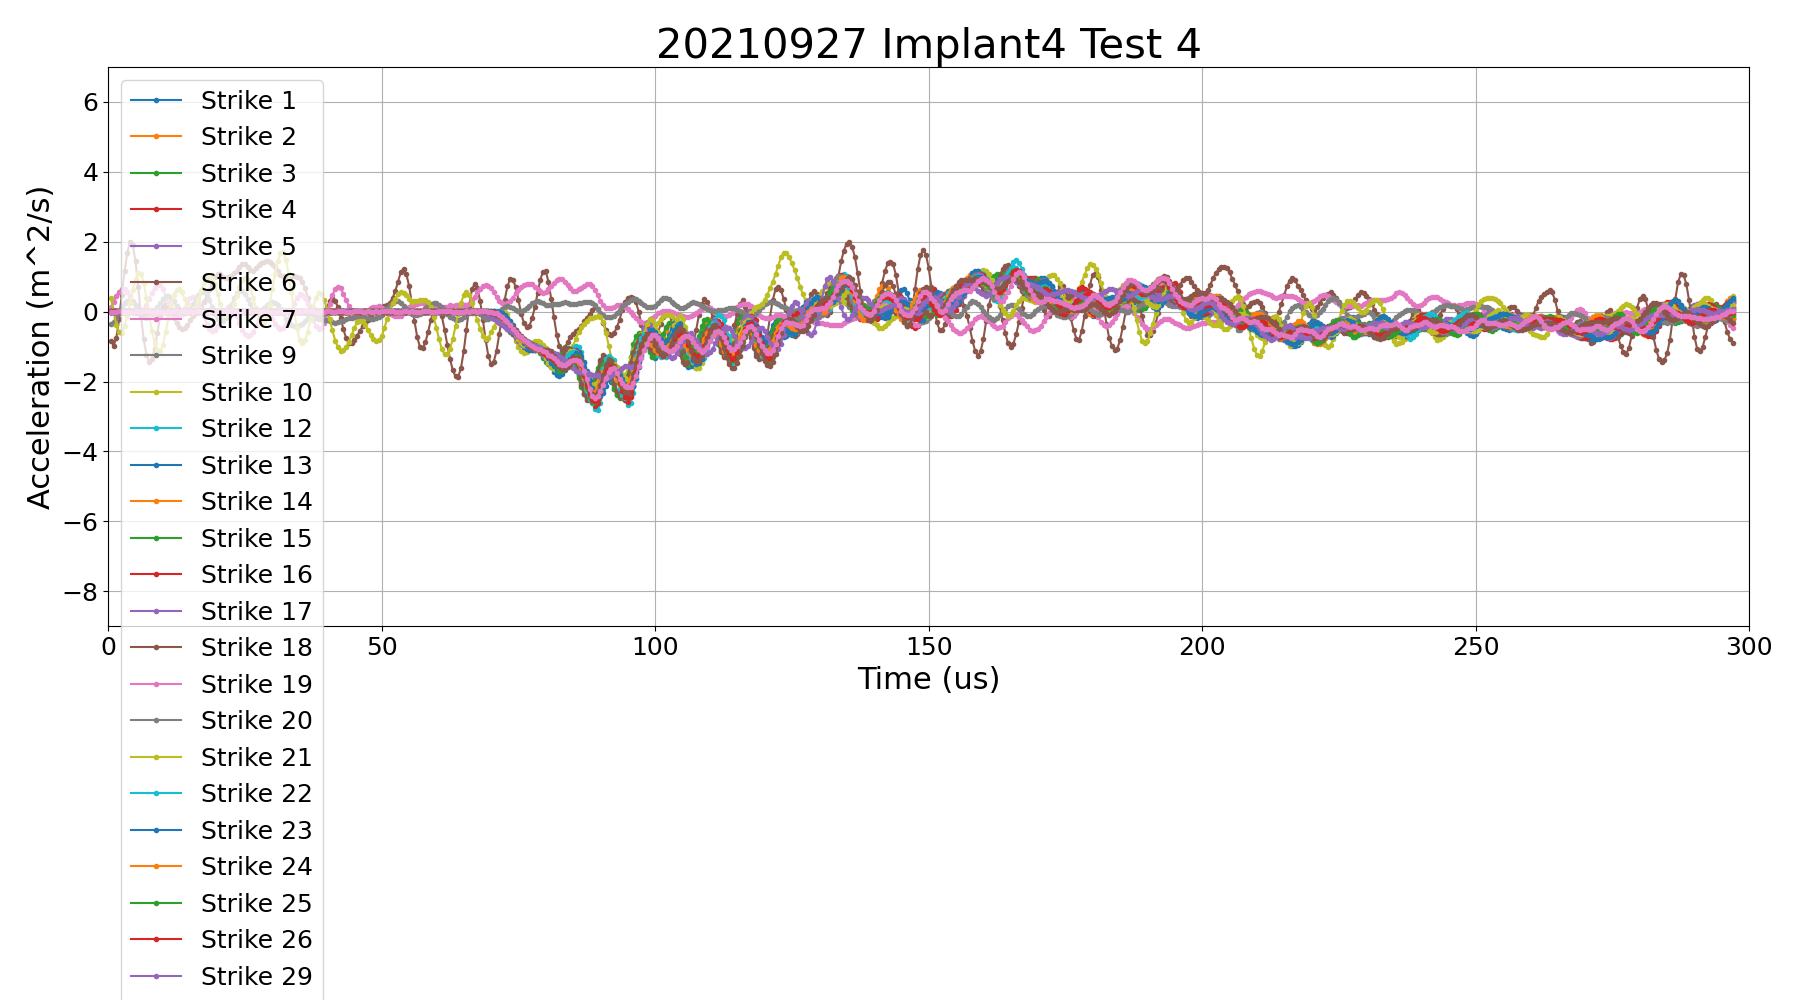 20210927 Implant4 Test 4
Acceleration (m^2/s)
6
4
2
0
−2
−4
−6
−8
Strike 1
Strike 2
Strike 3
Strike 4
Strike 5
Strike 6
Strike 7
Strike 9
Strike 10
Strike 12
Strike 13
Strike 14
Strike 15
Strike 16
Strike 17
Strike 18
Strike 19
Strike 20
Strike 21
Strike 22
Strike 23
Strike 24
Strike 25
Strike 26
Strike 29
0 50 100 150 200 250 300
Time (us)